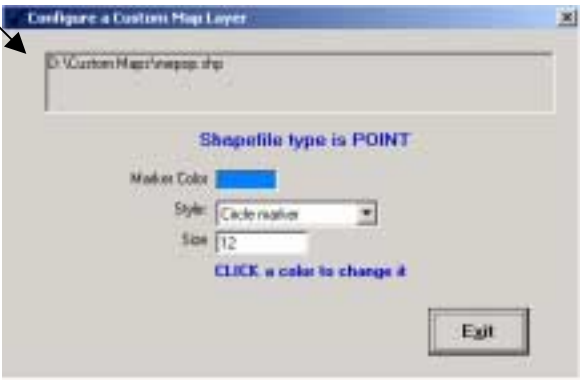 Configure a Custom Map Layer
D:\Custom Maps\mepop.shp
Shapefile type is POINT
Marker Color
Style: Circle marker
Size 12
CLICK a color to change it
Exit